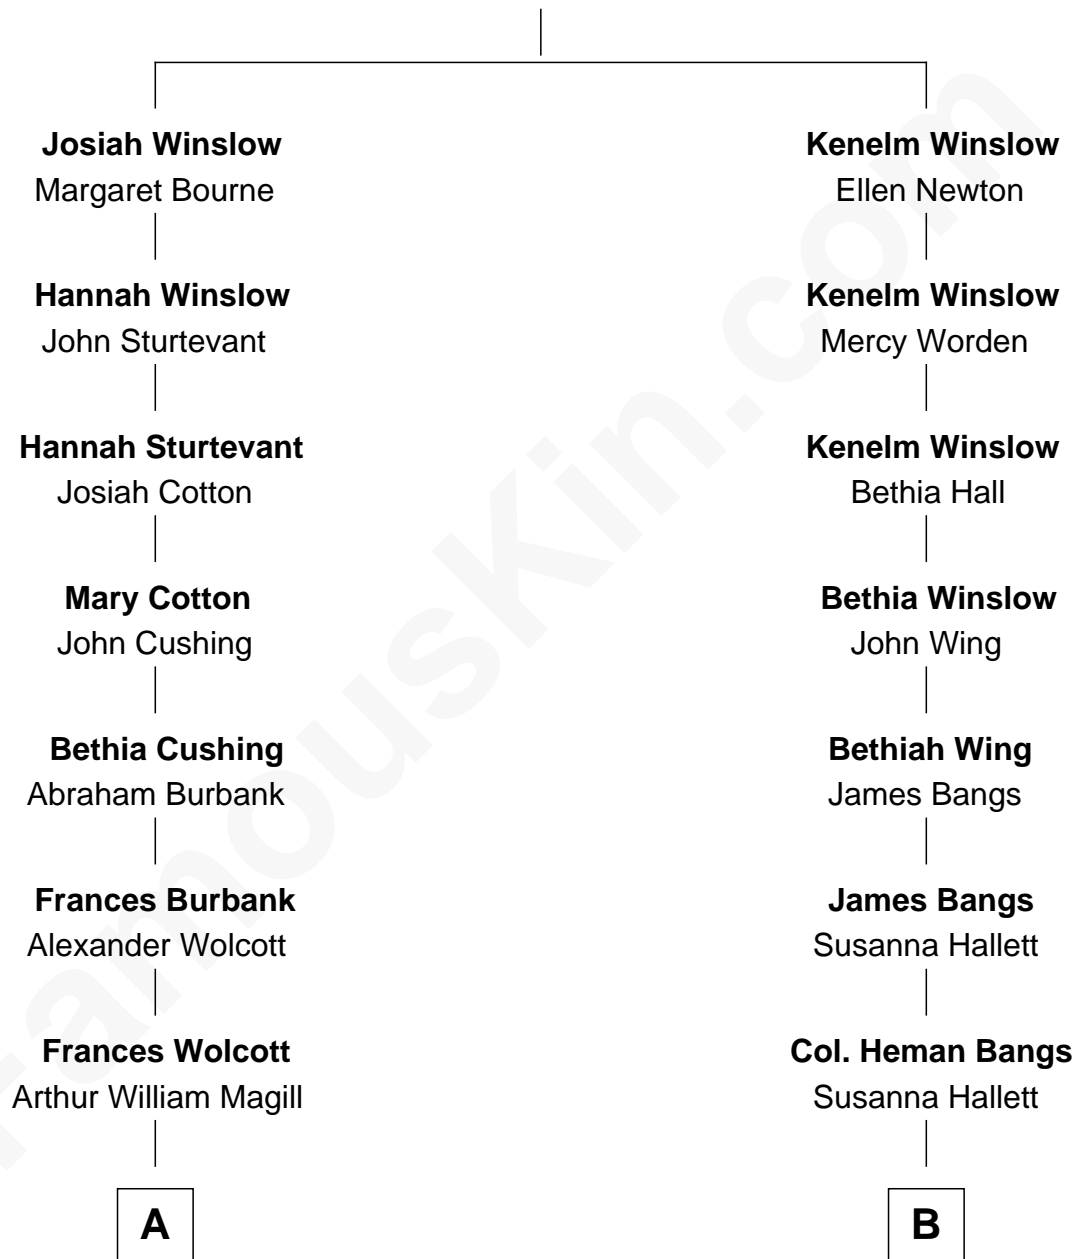 Josiah Winslow
Margaret Bourne
Hannah Winslow
John Sturtevant
Hannah Sturtevant
Josiah Cotton
Mary Cotton
John Cushing
Bethia Cushing
Abraham Burbank
Frances Burbank
Alexander Wolcott
Frances Wolcott
Arthur William Magill
A
Kenelm Winslow
Ellen Newton
Kenelm Winslow
Mercy Worden
Kenelm Winslow
Bethia Hall
Bethia Winslow
John Wing
Bethiah Wing
James Bangs
James Bangs
Susanna Hallett
Col. Heman Bangs
Susanna Hallett
B
FamousKin.com